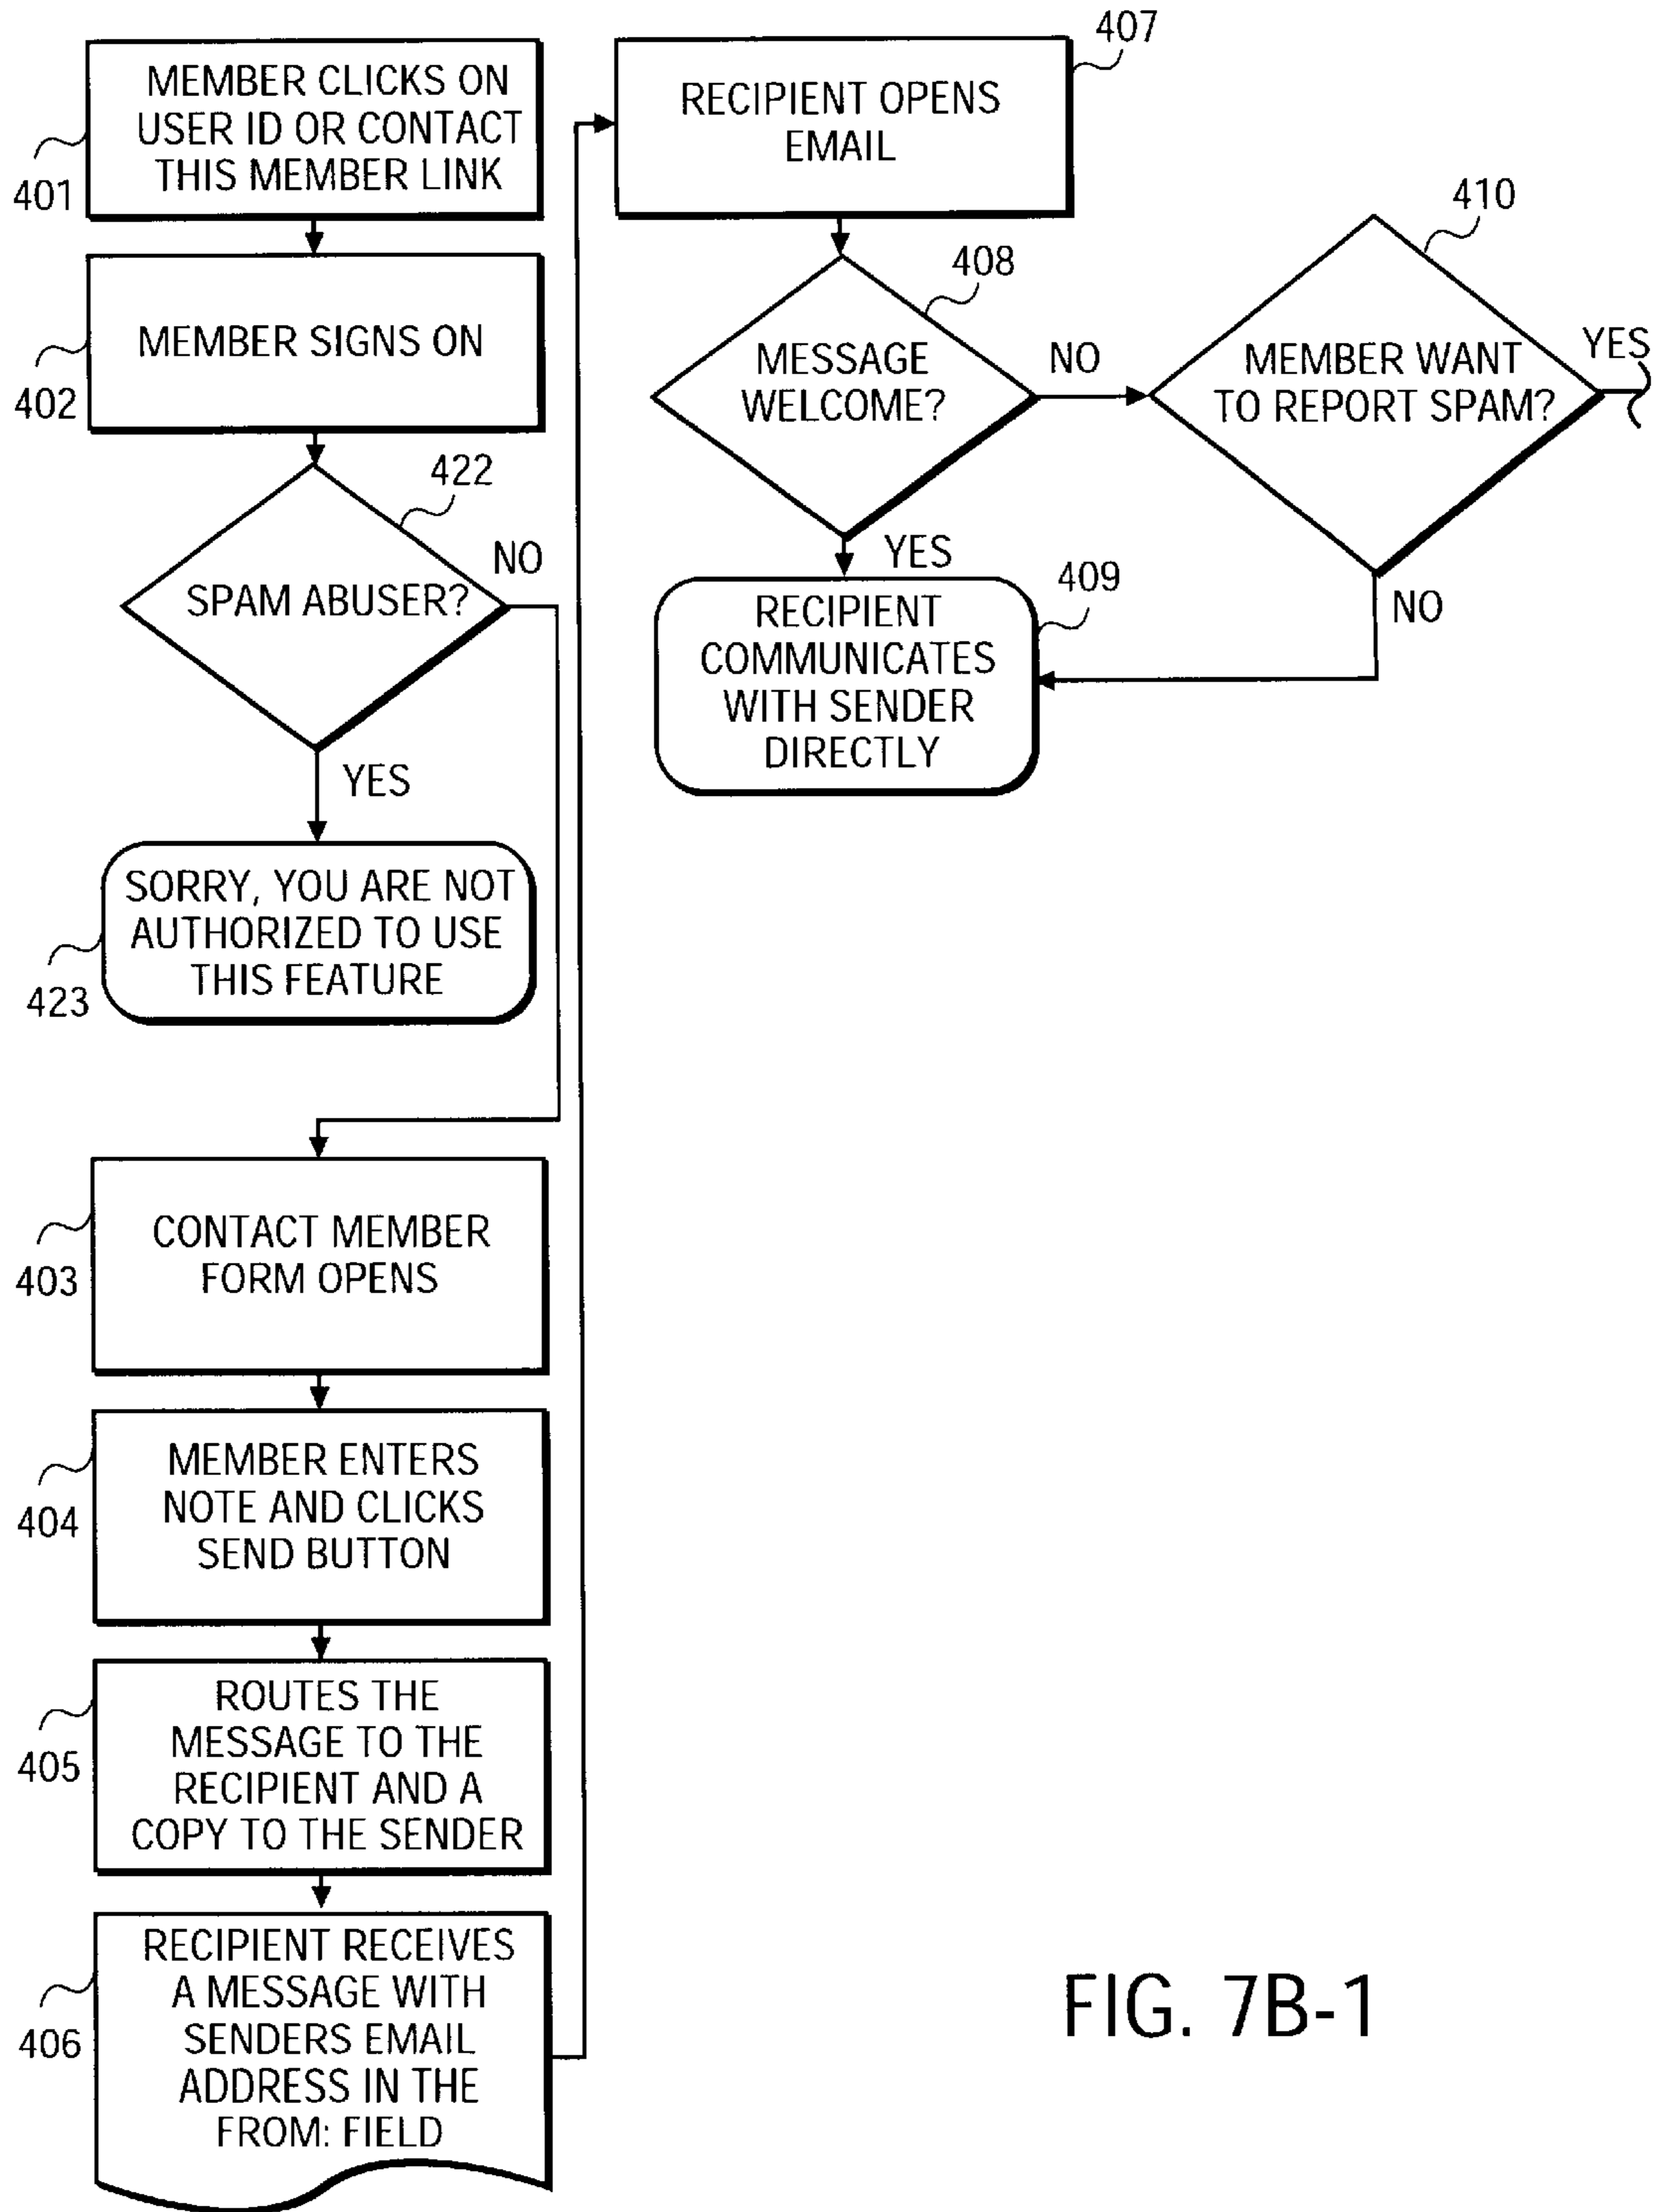 MEMBER CLICKS ON
USER ID OR CONTACT
THIS MEMBER LINK
401
MEMBER SIGNS ON
402
422
SPAM ABUSER?
NO
YES
SORRY, YOU ARE NOT
AUTHORIZED TO USE
THIS FEATURE
423
CONTACT MEMBER
FORM OPENS
403
MEMBER ENTERS
NOTE AND CLICKS
SEND BUTTON
404
ROUTES THE
MESSAGE TO THE
RECIPIENT AND A
COPY TO THE SENDER
405
RECIPIENT RECEIVES
A MESSAGE WITH
SENDERS EMAIL
ADDRESS IN THE
FROM: FIELD
406
407
RECIPIENT OPENS
EMAIL
408
MESSAGE
WELCOME?
NO
YES
409
RECIPIENT
COMMUNICATES
WITH SENDER
DIRECTLY
410
MEMBER WANT
TO REPORT SPAM?
YES
NO
FIG. 7B-1